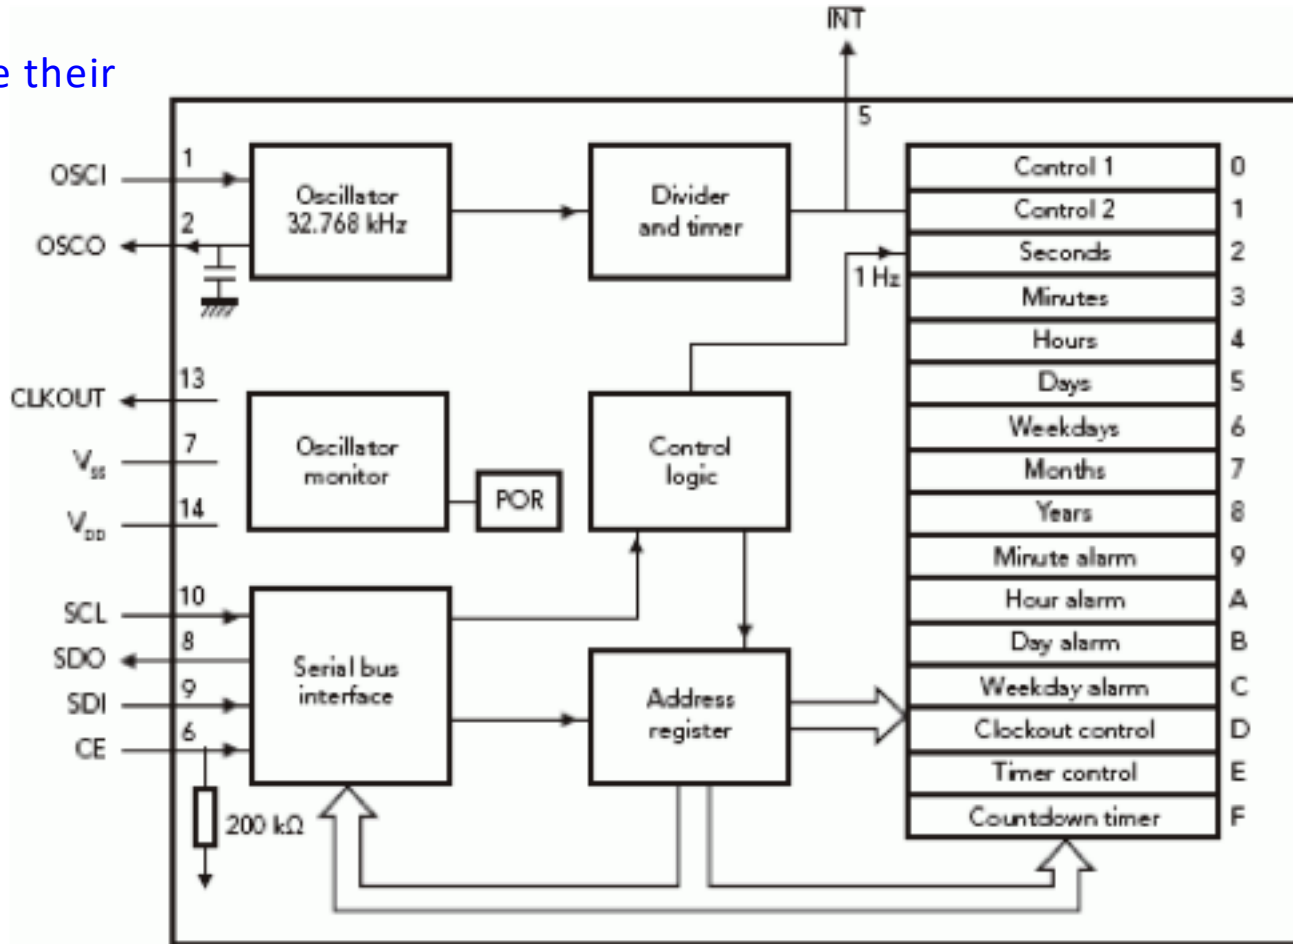 e their
INT
5
OSCI
1
OSCO
2
Oscillator
32.768 kHz
Divider
and timer
1 Hz
CLKOUT
13
Vss
7
VDD
14
Oscillator
monitor
POR
Control
logic
SCL
10
SDO
8
SDI
9
CE
6
Serial bus
interface
Address
register
200 kΩ
Control 1 0
Control 2 1
Seconds 2
Minutes 3
Hours 4
Days 5
Weekdays 6
Months 7
Years 8
Minute alarm 9
Hour alarm A
Day alarm B
Weekday alarm C
Clockout control D
Timer control E
Countdown timer F